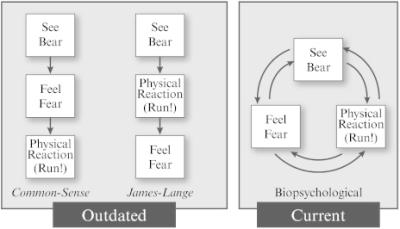 See
Bear
Feel
Fear
Physical
Reaction
(Run!)
Common-Sense
See
Bear
Physical
Reaction
(Run!)
Feel
Fear
James-Lange
Outdated
See
Bear
Feel
Fear
Physical
Reaction
(Run!)
Biopsychological
Current